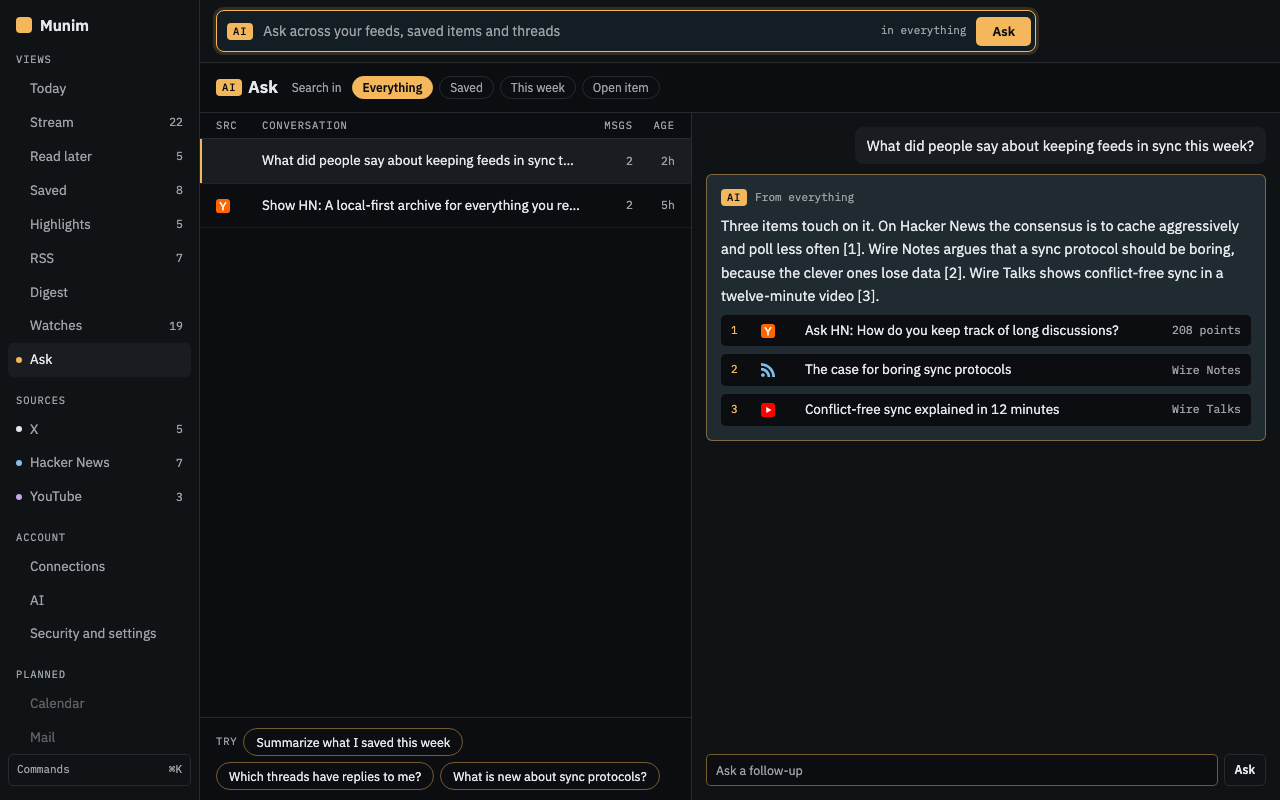 Munim
VIEWS
Today
Stream 22
Read later 5
Saved 8
Highlights 5
RSS 7
Digest
Watches 19
Ask
SOURCES
X 5
Hacker News 7
YouTube 3
ACCOUNT
Connections
AI
Security and settings
PLANNED
Calendar
Mail
Commands ⌘K
AI Ask across your feeds, saved items and threads in everything Ask
AI Ask Search in Everything Saved This week Open item
SRC CONVERSATION MSGS AGE
What did people say about keeping feeds in sync t... 2 2h
Y Show HN: A local-first archive for everything you re... 2 5h
TRY Summarize what I saved this week
Which threads have replies to me? What is new about sync protocols?
What did people say about keeping feeds in sync this week?
AI From everything
Three items touch on it. On Hacker News the consensus is to cache aggressively
and poll less often [1]. Wire Notes argues that a sync protocol should be boring,
because the clever ones lose data [2]. Wire Talks shows conflict-free sync in a
twelve-minute video [3].
1 Y Ask HN: How do you keep track of long discussions? 208 points
2 The case for boring sync protocols Wire Notes
3 Conflict-free sync explained in 12 minutes Wire Talks
Ask a follow-up Ask